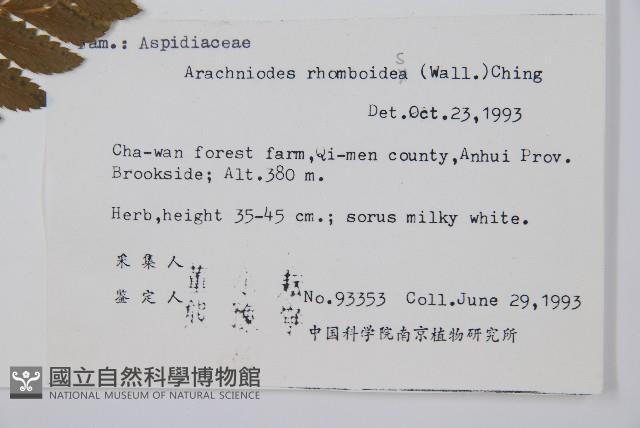 Fam.: Aspidiaceae
Arachniodes rhomboidea (Wall.)Ching
s
Det.Oct.23,1993
Cha-wan forest farm,Qi-men county,Anhui Prov.
Brookside; Alt.380 m.
Herb,height 35-45 cm.; sorus milky white.
采集人
鉴定人 No.93353 Coll.June 29,1993
中国科学院南京植物研究所
國立自然科學博物館
NATIONAL MUSEUM OF NATURAL SCIENCE